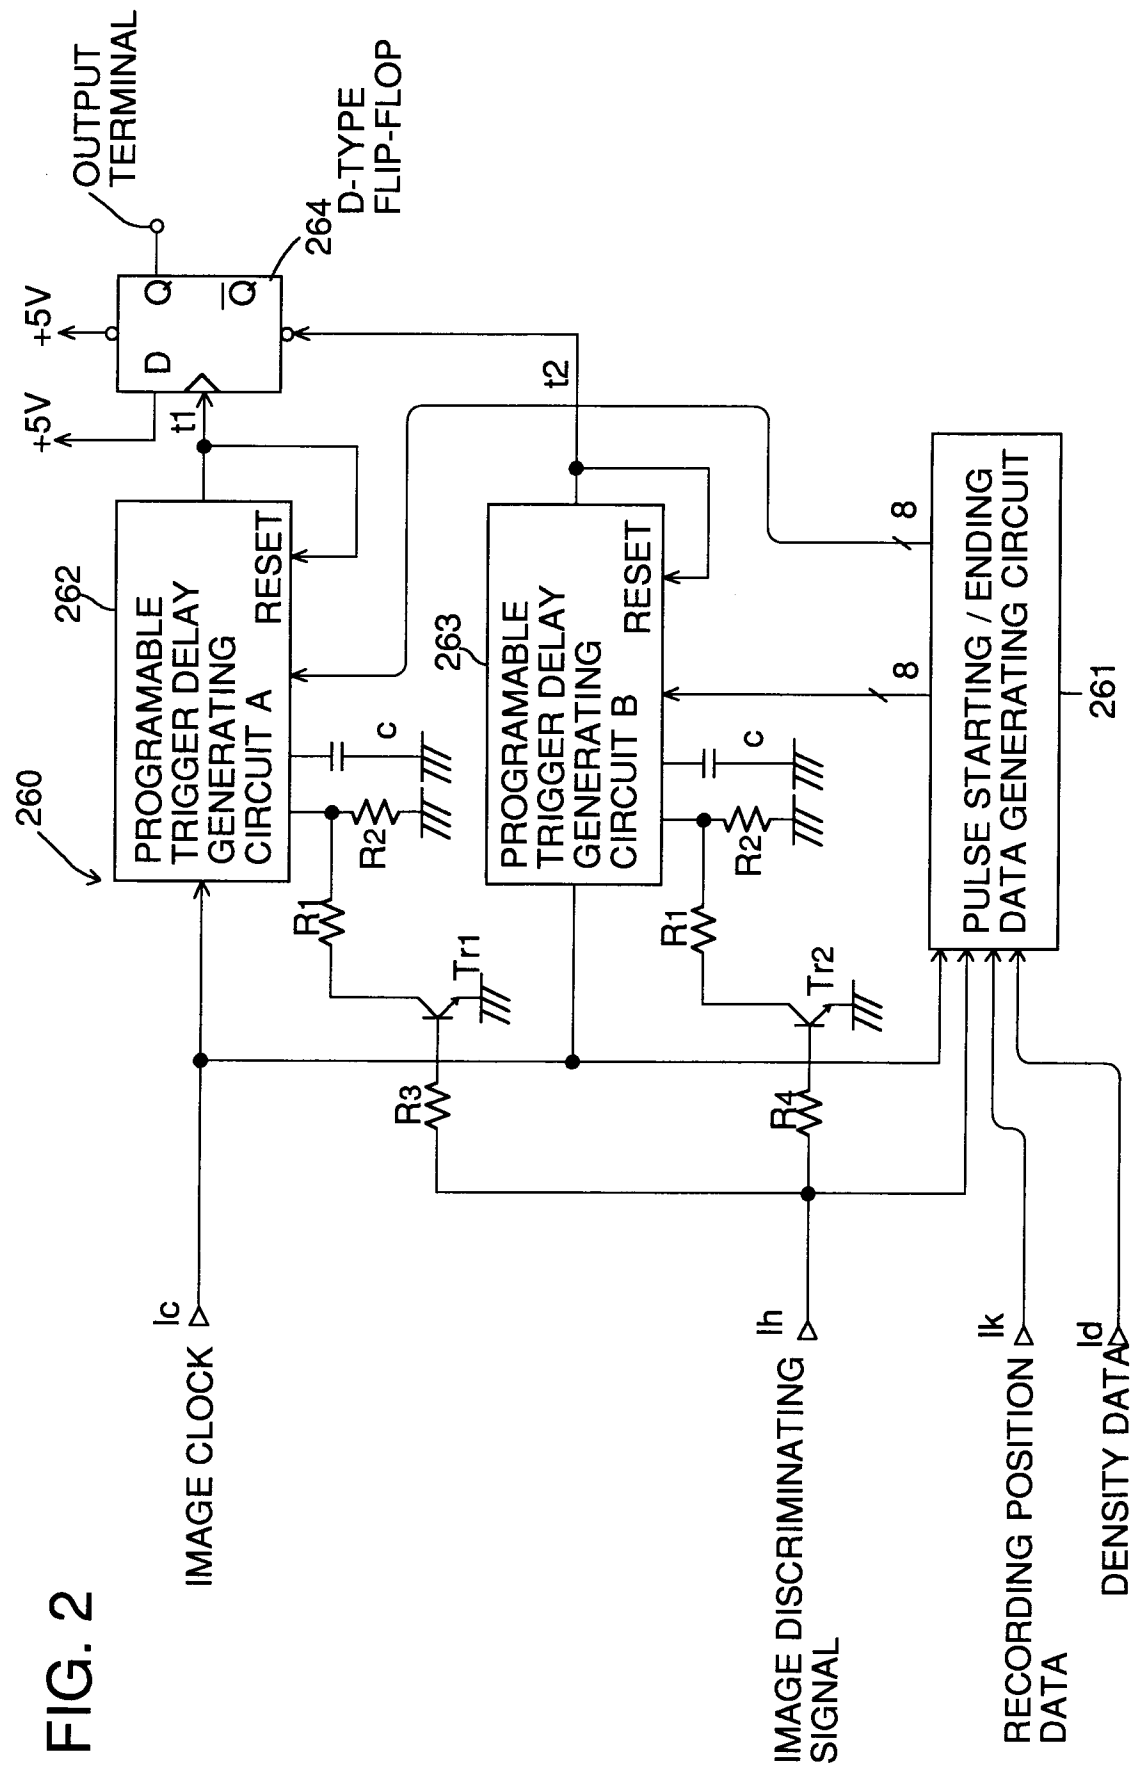 FIG. 2
260
IMAGE CLOCK
Ic
262
PROGRAMABLE
TRIGGER DELAY
GENERATING
CIRCUIT A
RESET
t1
+5V
+5V
D
Q
Q
OUTPUT
TERMINAL
264
D-TYPE
FLIP-FLOP
R1
R2
c
Tr1
R3
263
PROGRAMABLE
TRIGGER DELAY
GENERATING
CIRCUIT B
RESET
t2
R1
R2
c
Tr2
R4
IMAGE DISCRIMINATING
SIGNAL
Ih
8
8
PULSE STARTING / ENDING
DATA GENERATING CIRCUIT
261
RECORDING POSITION
DATA
Ik
DENSITY DATA
Id